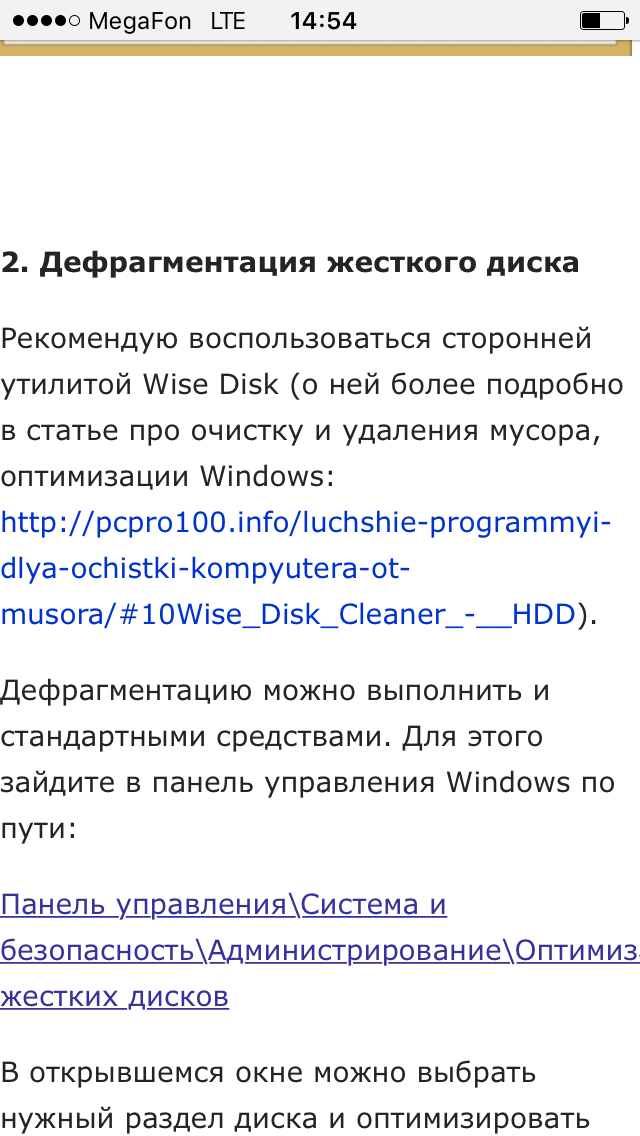 MegaFon LTE 14:54
2. Дефрагментация жесткого диска
Рекомендую воспользоваться сторонней
утилитой Wise Disk (о ней более подробно
в статье про очистку и удаления мусора,
оптимизации Windows:
http://pcpro100.info/luchshie-programmyi-
dlya-ochistki-kompyutera-ot-
musora/#10Wise_Disk_Cleaner_-__HDD).
Дефрагментацию можно выполнить и
стандартными средствами. Для этого
зайдите в панель управления Windows по
пути:
Панель управления\Система и
безопасность\Администрирование\Оптимиз
жестких дисков
В открывшемся окне можно выбрать
нужный раздел диска и оптимизировать